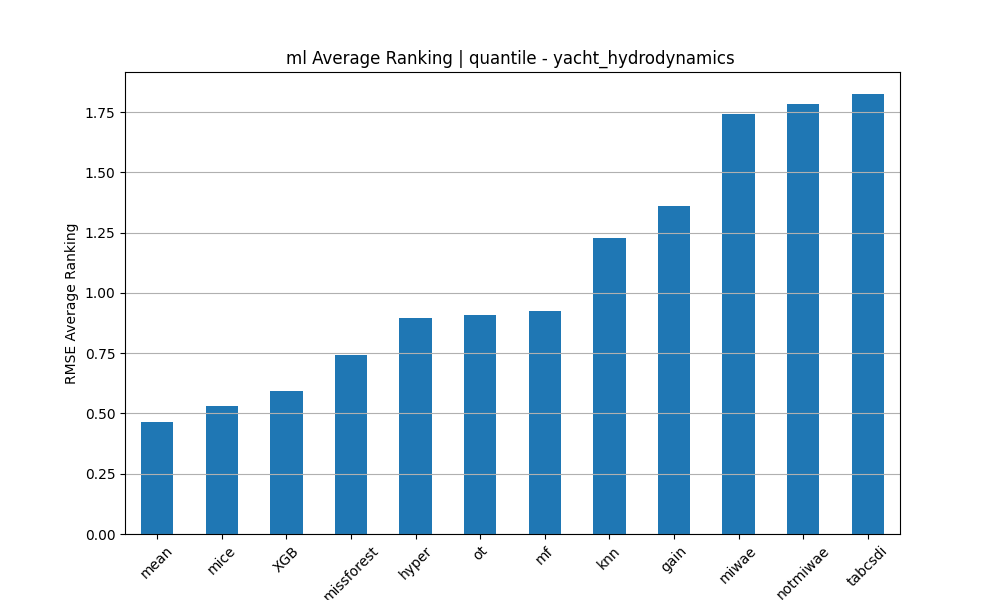 ml Average Ranking | quantile - yacht_hydrodynamics
RMSE Average Ranking
1.75
1.50
1.25
1.00
0.75
0.50
0.25
0.00
mean
mice
XGB
missforest
hyper
ot
mf
knn
gain
miwae
notmiwae
tabcsdi